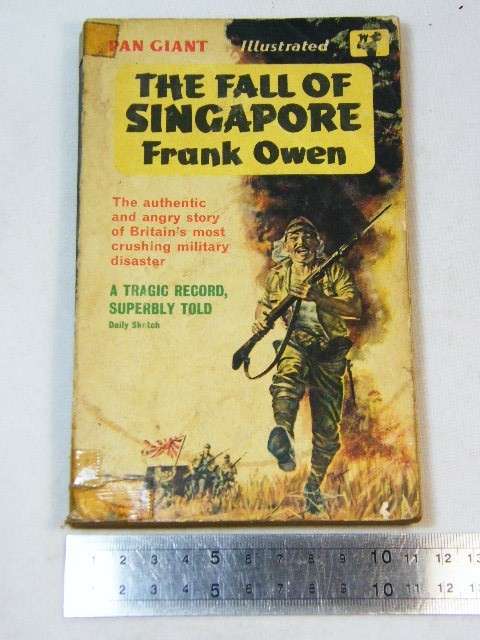 PAN GIANT Illustrated
THE FALL OF
SINGAPORE
Frank Owen
The authentic
and angry story
of Britain's most
crushing military
disaster
A TRAGIC RECORD,
SUPERBLY TOLD
Daily Sketch
1 2 3 4 5 6 7 8 9 10 11 12 13
1 2 3 4 5 6 7 8 9 10 11 12